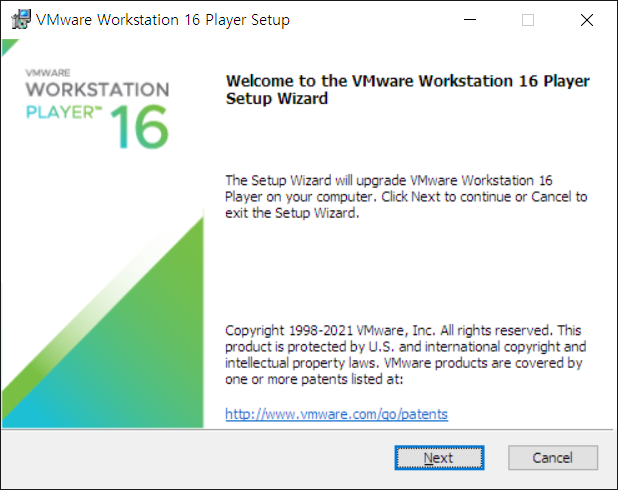 VMware Workstation 16 Player Setup
VMWARE
WORKSTATION
PLAYER™ 16
Welcome to the VMware Workstation 16 Player
Setup Wizard
The Setup Wizard will upgrade VMware Workstation 16
Player on your computer. Click Next to continue or Cancel to
exit the Setup Wizard.
Copyright 1998-2021 VMware, Inc. All rights reserved. This
product is protected by U.S. and international copyright and
intellectual property laws. VMware products are covered by
one or more patents listed at:
http://www.vmware.com/go/patents
Next
Cancel